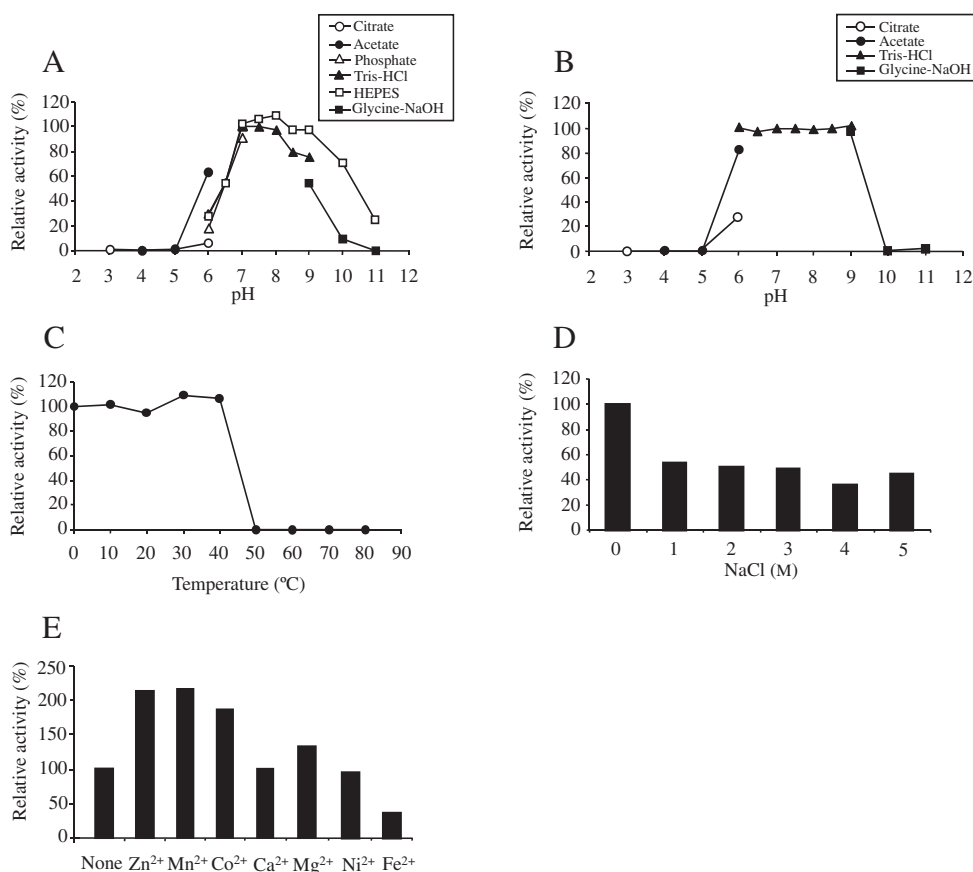 A
Citrate
Acetate
Phosphate
Tris-HCl
HEPES
Glycine-NaOH
Relative activity (%)
120
100
80
60
40
20
0
2 3 4 5 6 7 8 9 10 11 12
pH
B
Citrate
Acetate
Tris-HCl
Glycine-NaOH
Relative activity (%)
120
100
80
60
40
20
0
2 3 4 5 6 7 8 9 10 11 12
pH
C
Relative activity (%)
120
100
80
60
40
20
0
0 10 20 30 40 50 60 70 80 90
Temperature (ºC)
D
Relative activity (%)
120
100
80
60
40
20
0
0 1 2 3 4 5
NaCl (M)
E
Relative activity (%)
250
200
150
100
50
0
None Zn²⁺ Mn²⁺ Co²⁺ Ca²⁺ Mg²⁺ Ni²⁺ Fe²⁺